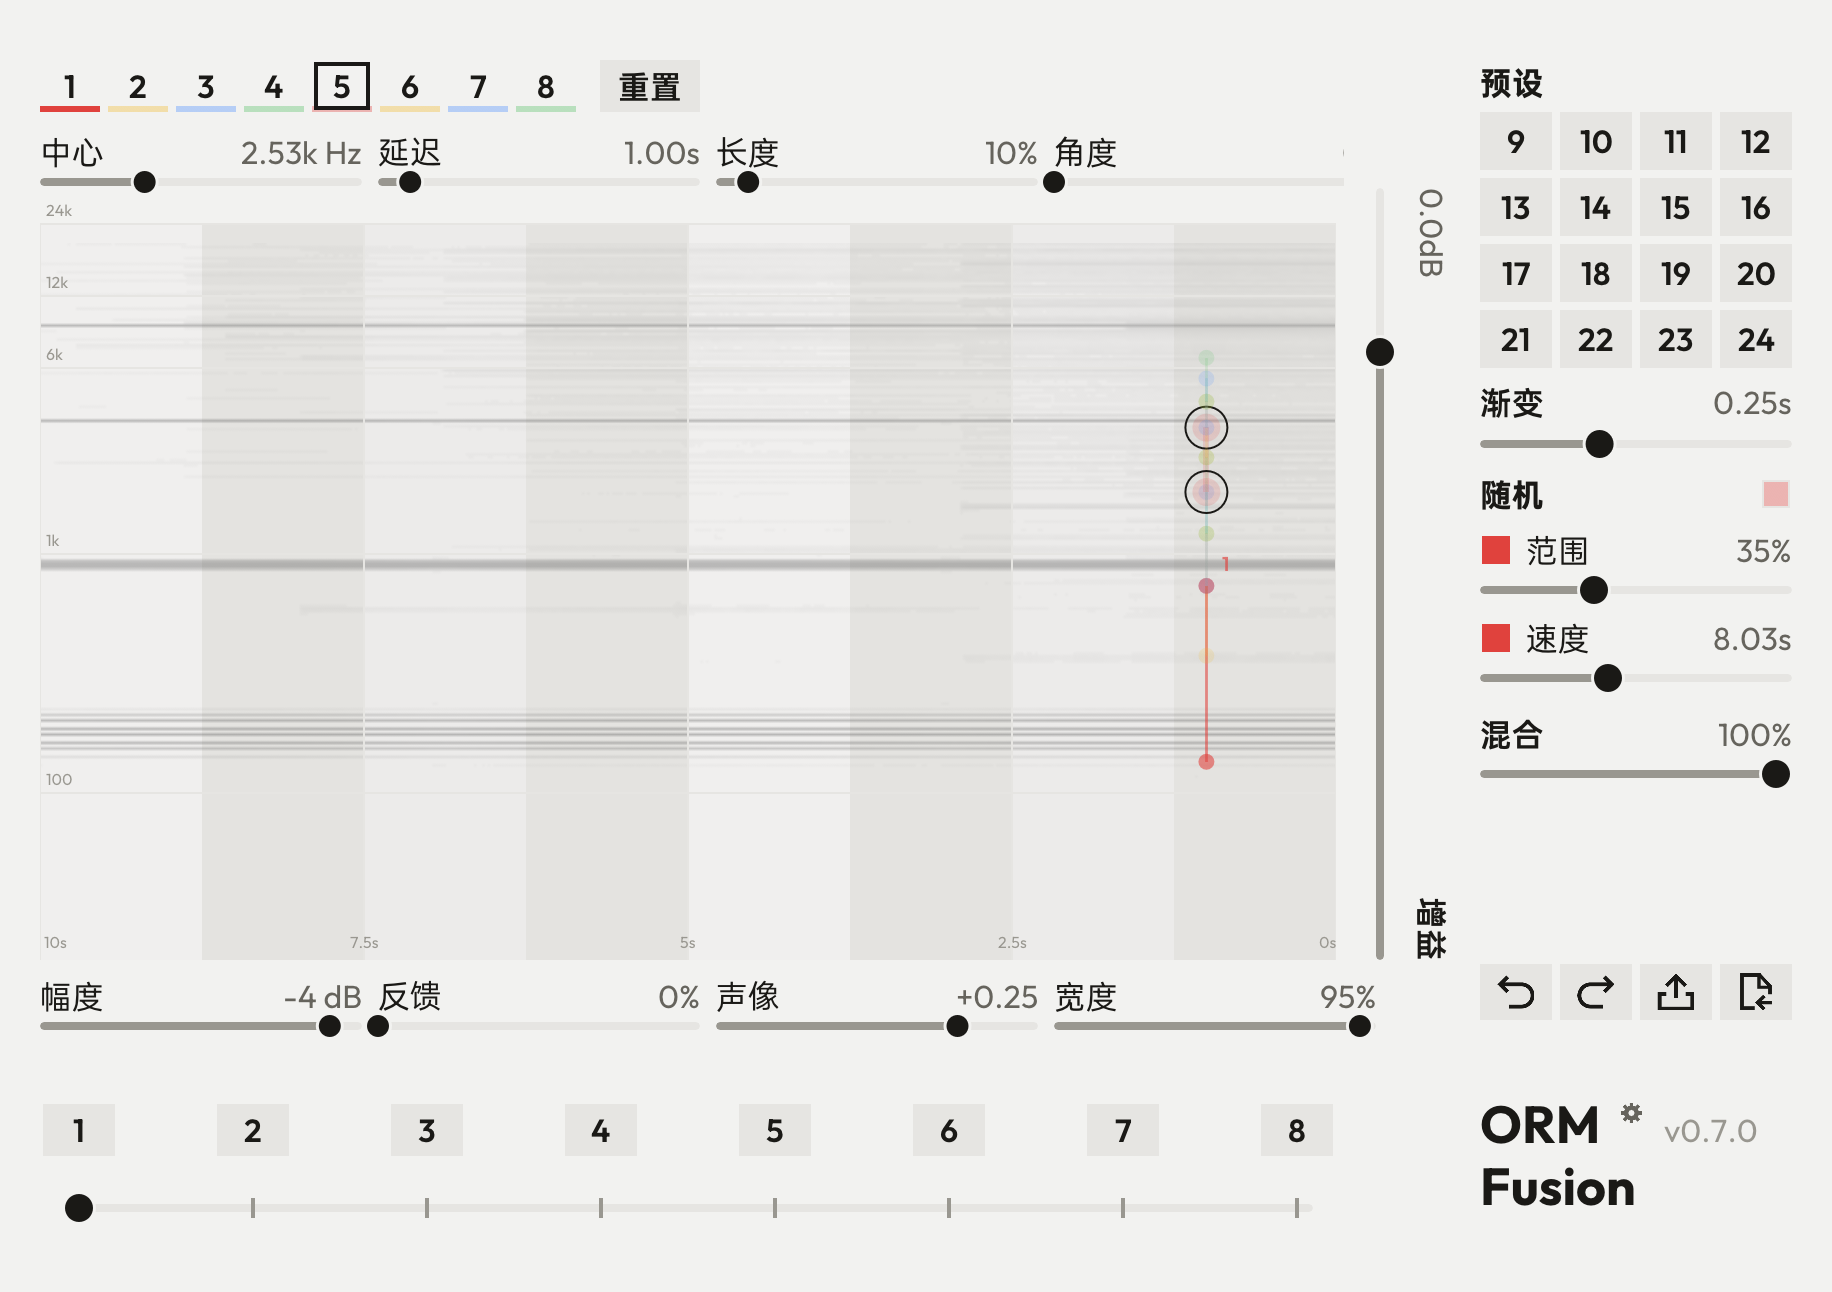 1 2 3 4 5 6 7 8 重置
中心 2.53k Hz 延迟 1.00s 长度 10% 角度
24k
12k
6k
1k
1
100
10s 7.5s 5s 2.5s 0s
0.0dB
增益
幅度 -4 dB 反馈 0% 声像 +0.25 宽度 95%
1 2 3 4 5 6 7 8
预设
9 10 11 12
13 14 15 16
17 18 19 20
21 22 23 24
渐变 0.25s
随机
范围 35%
速度 8.03s
混合 100%
ORM v0.7.0
Fusion